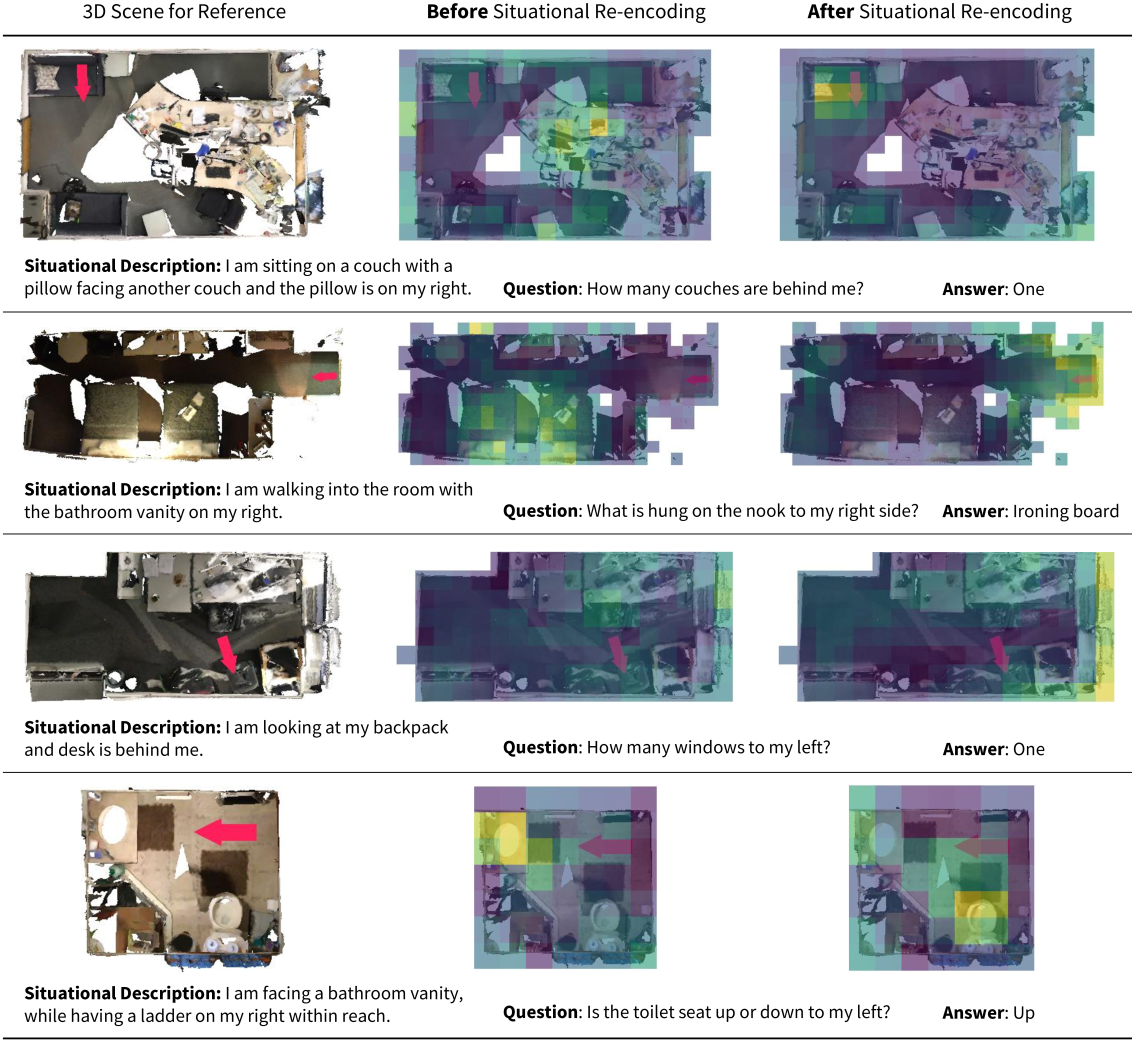 3D Scene for Reference
Before Situational Re-encoding
After Situational Re-encoding
Situational Description: I am sitting on a couch with a
pillow facing another couch and the pillow is on my right.
Question: How many couches are behind me?
Answer: One
Situational Description: I am walking into the room with
the bathroom vanity on my right.
Question: What is hung on the nook to my right side?
Answer: Ironing board
Situational Description: I am looking at my backpack
and desk is behind me.
Question: How many windows to my left?
Answer: One
Situational Description: I am facing a bathroom vanity,
while having a ladder on my right within reach.
Question: Is the toilet seat up or down to my left?
Answer: Up